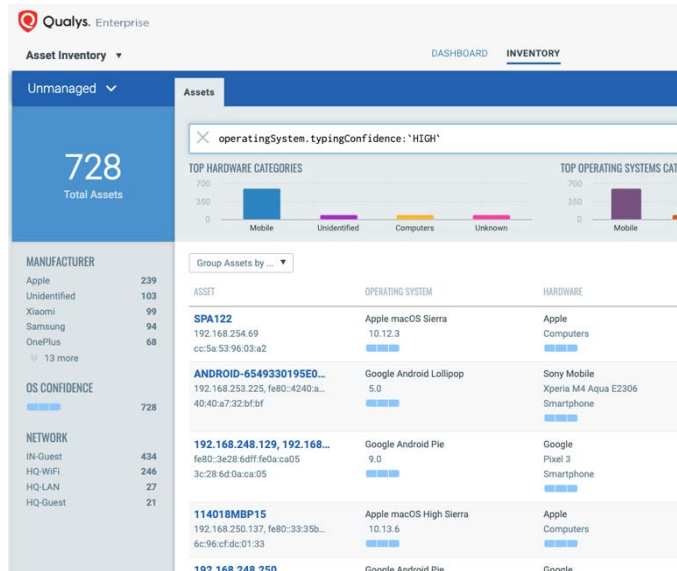 Qualys. Enterprise
Asset Inventory ▼
DASHBOARD INVENTORY
Unmanaged
Assets
728
Total Assets
operatingSystem.typingConfidence:`HIGH`
TOP HARDWARE CATEGORIES
700
350
0
Mobile Unidentified Computers Unknown
TOP OPERATING SYSTEMS CAT
700
350
0
Mobile
MANUFACTURER
Apple 239
Unidentified 103
Xiaomi 99
Samsung 94
OnePlus 68
13 more
OS CONFIDENCE
728
NETWORK
IN-Guest 434
HQ-WiFi 246
HQ-LAN 27
HQ-Guest 21
Group Assets by ... ▼
ASSET OPERATING SYSTEM HARDWARE
SPA122 Apple macOS Sierra Apple
192.168.254.69 10.12.3 Computers
cc:5a:53:96:03:a2
ANDROID-6549330195E0... Google Android Lollipop Sony Mobile
192.168.253.225, fe80::4240:a... 5.0 Xperia M4 Aqua E2306
40:40:a7:32:bf:bf Smartphone
192.168.248.129, 192.168... Google Android Pie Google
fe80::3e28:6dff:fe0a:ca05 9.0 Pixel 3
3c:28:6d:0a:ca:05 Smartphone
114018MBP15 Apple macOS High Sierra Apple
192.168.250.137, fe80::33:35b... 10.13.6 Computers
6c:96:cf:dc:01:33
192.168.248.250 Google Android Pie Google